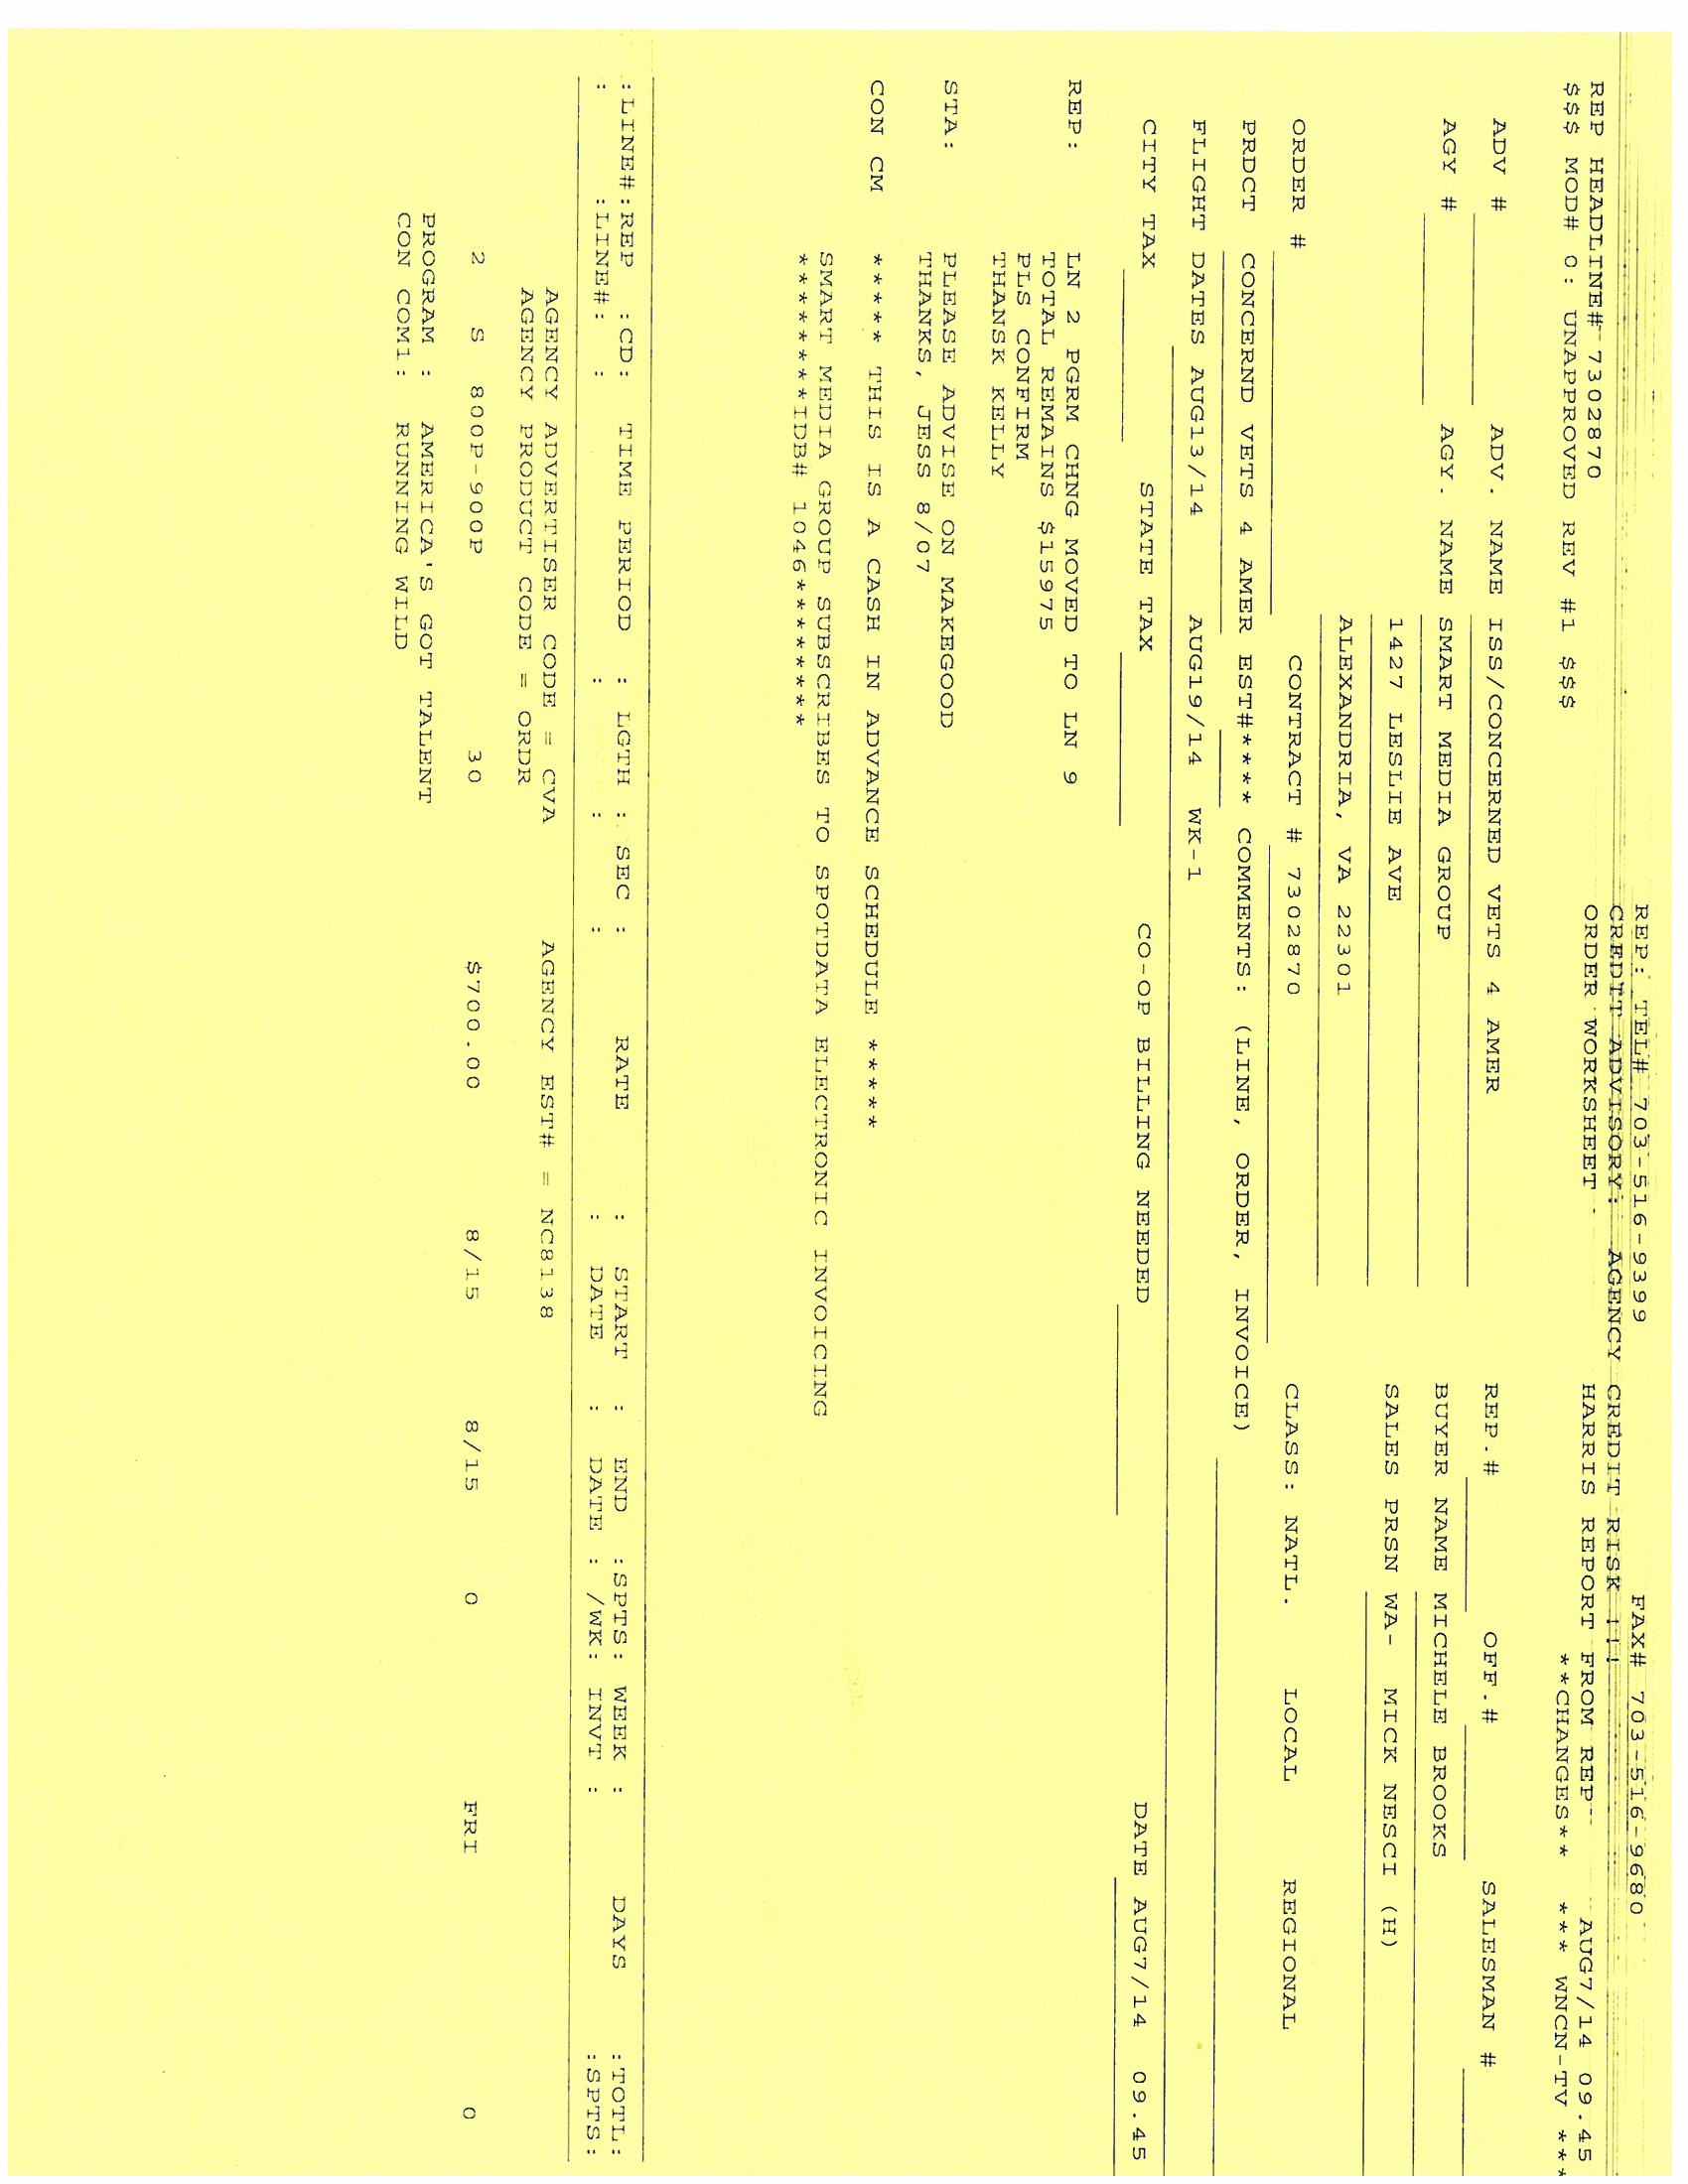 REP: TEL# 703-516-9399 FAX# 703-516-9680
CREDIT ADVISORY: AGENCY CREDIT RISK !!!
REP HEADLINE# 7302870 ORDER WORKSHEET HARRIS REPORT FROM REP AUG7/14 09.45
$$$ MOD# 0: UNAPPROVED REV #1 $$$ **CHANGES** *** WNCN-TV ***
ADV # ADV. NAME ISS/CONCERNED VETS 4 AMER REP.# OFF.# SALESMAN #
AGY # AGY. NAME SMART MEDIA GROUP BUYER NAME MICHELE BROOKS
1427 LESLIE AVE SALES PRSN WA- MICK NESCI (H)
ALEXANDRIA, VA 22301
ORDER # CONTRACT # 7302870 CLASS: NATL. LOCAL REGIONAL
PRDCT CONCERND VETS 4 AMER EST#**** COMMENTS: (LINE, ORDER, INVOICE)
FLIGHT DATES AUG13/14 AUG19/14 WK-1
CITY TAX STATE TAX CO-OP BILLING NEEDED DATE AUG7/14 09.45
REP: LN 2 PGRM CHNG MOVED TO LN 9
TOTAL REMAINS $15975
PLS CONFIRM
THANSK KELLY
STA: PLEASE ADVISE ON MAKEGOOD
THANKS, JESS 8/07
CON CM ***** THIS IS A CASH IN ADVANCE SCHEDULE *****
SMART MEDIA GROUP SUBSCRIBES TO SPOTDATA ELECTRONIC INVOICING
**********IDB# 1046*********
:LINE#:REP :CD: TIME PERIOD : LGTH : SEC : RATE : START : END :SPTS: WEEK : DAYS :TOTL:
: :LINE#: : : : : : DATE : DATE : /WK: INVT : :SPTS:
AGENCY ADVERTISER CODE = CVA AGENCY EST# = NC8138
AGENCY PRODUCT CODE = ORDR
2 S 800P-900P 30 $700.00 8/15 8/15 0 FRI 0
PROGRAM : AMERICA'S GOT TALENT
CON COM1: RUNNING WILD